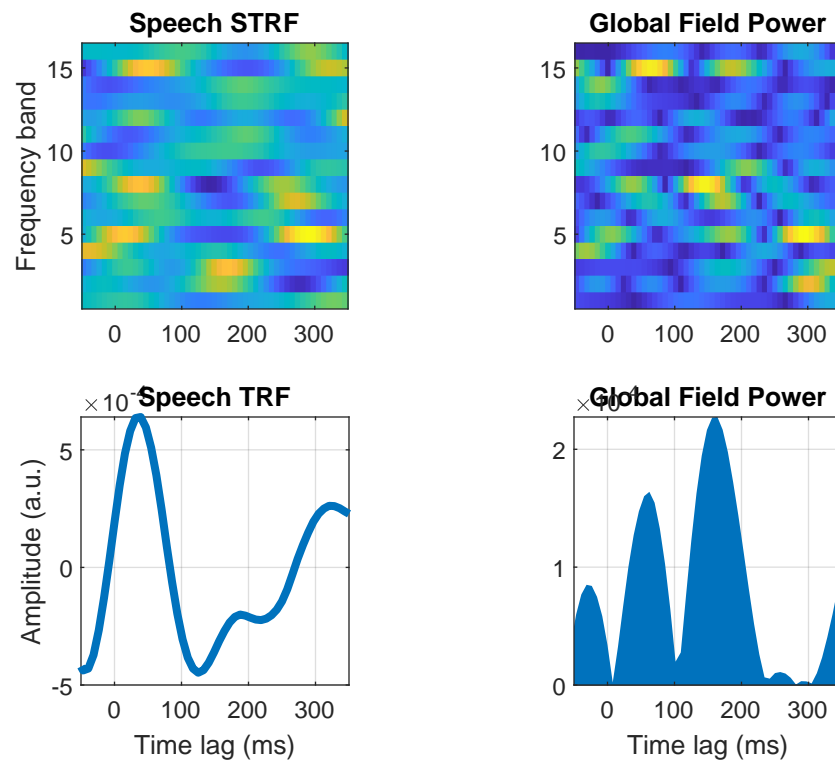 Speech STRF
Global Field Power
Frequency band
15
10
5
0 100 200 300
15
10
5
0 100 200 300
Speech TRF
Global Field Power
×10
Amplitude (a.u.)
5
0
-5
0 100 200 300
Time lag (ms)
2
1
0
0 100 200 300
Time lag (ms)